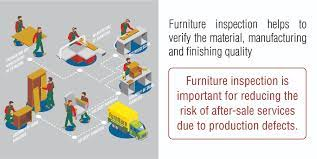 Furniture inspection helps to
verify the material, manufacturing
and finishing quality
Furniture inspection is
important for reducing the
risk of after-sale services
due to production defects.